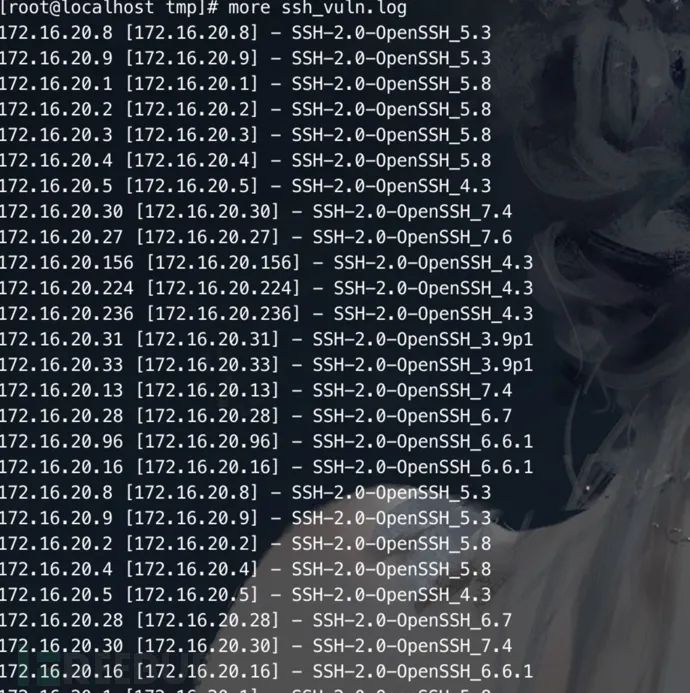 [root@localhost tmp]# more ssh_vuln.log
172.16.20.8 [172.16.20.8] – SSH-2.0-OpenSSH_5.3
172.16.20.9 [172.16.20.9] – SSH-2.0-OpenSSH_5.3
172.16.20.1 [172.16.20.1] – SSH-2.0-OpenSSH_5.8
172.16.20.2 [172.16.20.2] – SSH-2.0-OpenSSH_5.8
172.16.20.3 [172.16.20.3] – SSH-2.0-OpenSSH_5.8
172.16.20.4 [172.16.20.4] – SSH-2.0-OpenSSH_5.8
172.16.20.5 [172.16.20.5] – SSH-2.0-OpenSSH_4.3
172.16.20.30 [172.16.20.30] – SSH-2.0-OpenSSH_7.4
172.16.20.27 [172.16.20.27] – SSH-2.0-OpenSSH_7.6
172.16.20.156 [172.16.20.156] – SSH-2.0-OpenSSH_4.3
172.16.20.224 [172.16.20.224] – SSH-2.0-OpenSSH_4.3
172.16.20.236 [172.16.20.236] – SSH-2.0-OpenSSH_4.3
172.16.20.31 [172.16.20.31] – SSH-2.0-OpenSSH_3.9p1
172.16.20.33 [172.16.20.33] – SSH-2.0-OpenSSH_3.9p1
172.16.20.13 [172.16.20.13] – SSH-2.0-OpenSSH_7.4
172.16.20.28 [172.16.20.28] – SSH-2.0-OpenSSH_6.7
172.16.20.96 [172.16.20.96] – SSH-2.0-OpenSSH_6.6.1
172.16.20.16 [172.16.20.16] – SSH-2.0-OpenSSH_6.6.1
172.16.20.8 [172.16.20.8] – SSH-2.0-OpenSSH_5.3
172.16.20.9 [172.16.20.9] – SSH-2.0-OpenSSH_5.3
172.16.20.2 [172.16.20.2] – SSH-2.0-OpenSSH_5.8
172.16.20.4 [172.16.20.4] – SSH-2.0-OpenSSH_5.8
172.16.20.5 [172.16.20.5] – SSH-2.0-OpenSSH_4.3
172.16.20.28 [172.16.20.28] – SSH-2.0-OpenSSH_6.7
172.16.20.30 [172.16.20.30] – SSH-2.0-OpenSSH_7.4
172.16.20.16 [172.16.20.16] – SSH-2.0-OpenSSH_6.6.1